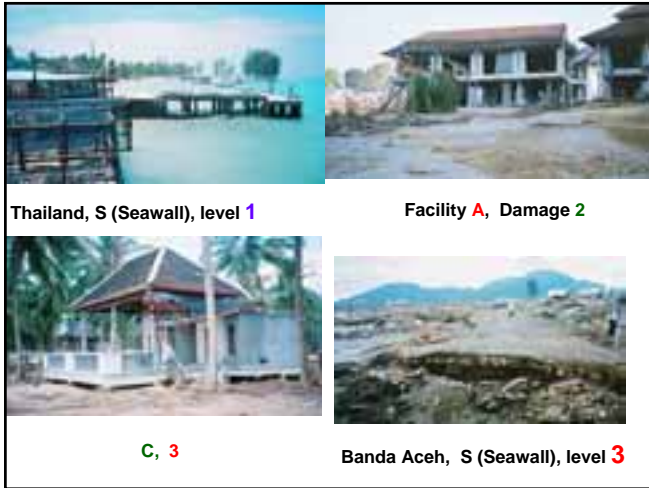 Thailand, S (Seawall), level 1
Facility A, Damage 2
C, 3
Banda Aceh, S (Seawall), level 3